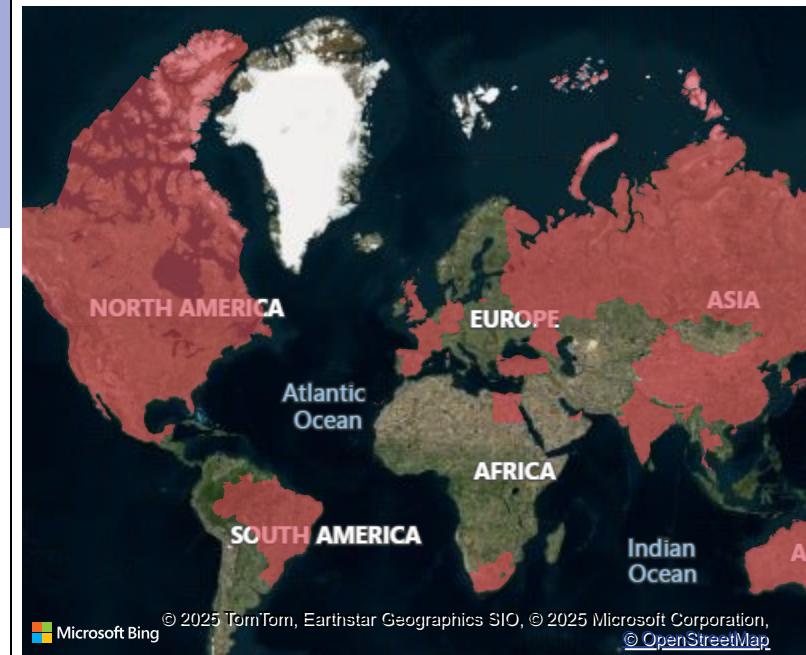 NORTH AMERICA
ASIA
EUROPE
Atlantic
Ocean
AFRICA
SOUTH AMERICA
Indian
Ocean
A
Microsoft Bing
© 2025 TomTom, Earthstar Geographics SIO, © 2025 Microsoft Corporation,
© OpenStreetMap